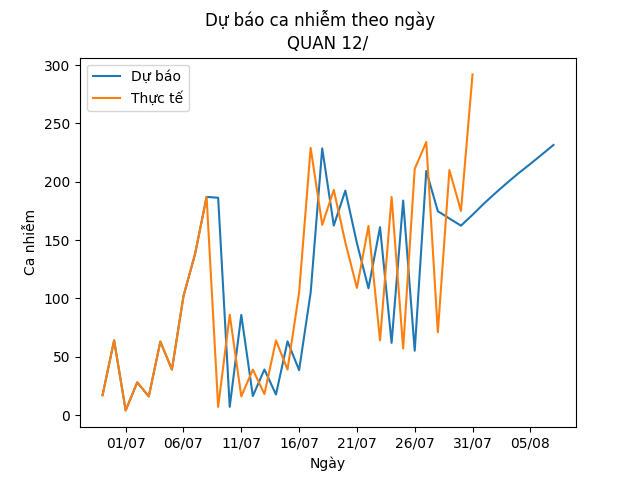 Dự báo ca nhiễm theo ngày
QUAN 12/
Dự báo
Thực tế
300
250
200
150
100
50
0
Ca nhiễm
01/07 06/07 11/07 16/07 21/07 26/07 31/07 05/08
Ngày